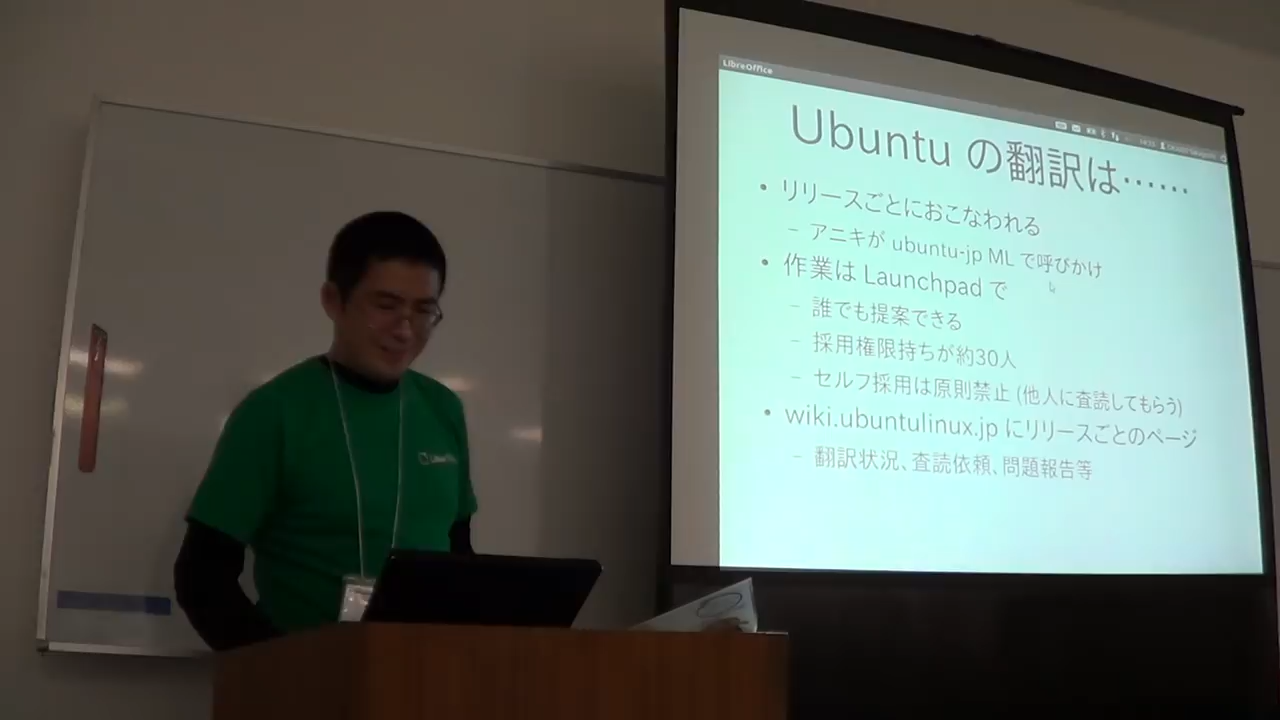 LibreOffice
Ubuntu の翻訳は……
• リリースごとにおこなわれる
– アニキが ubuntu-jp ML で呼びかけ
• 作業は Launchpad で
– 誰でも提案できる
– 採用権限持ちが約30人
– セルフ採用は原則禁止 (他人に査読してもらう)
• wiki.ubuntulinux.jp にリリースごとのページ
– 翻訳状況、査読依頼、問題報告等